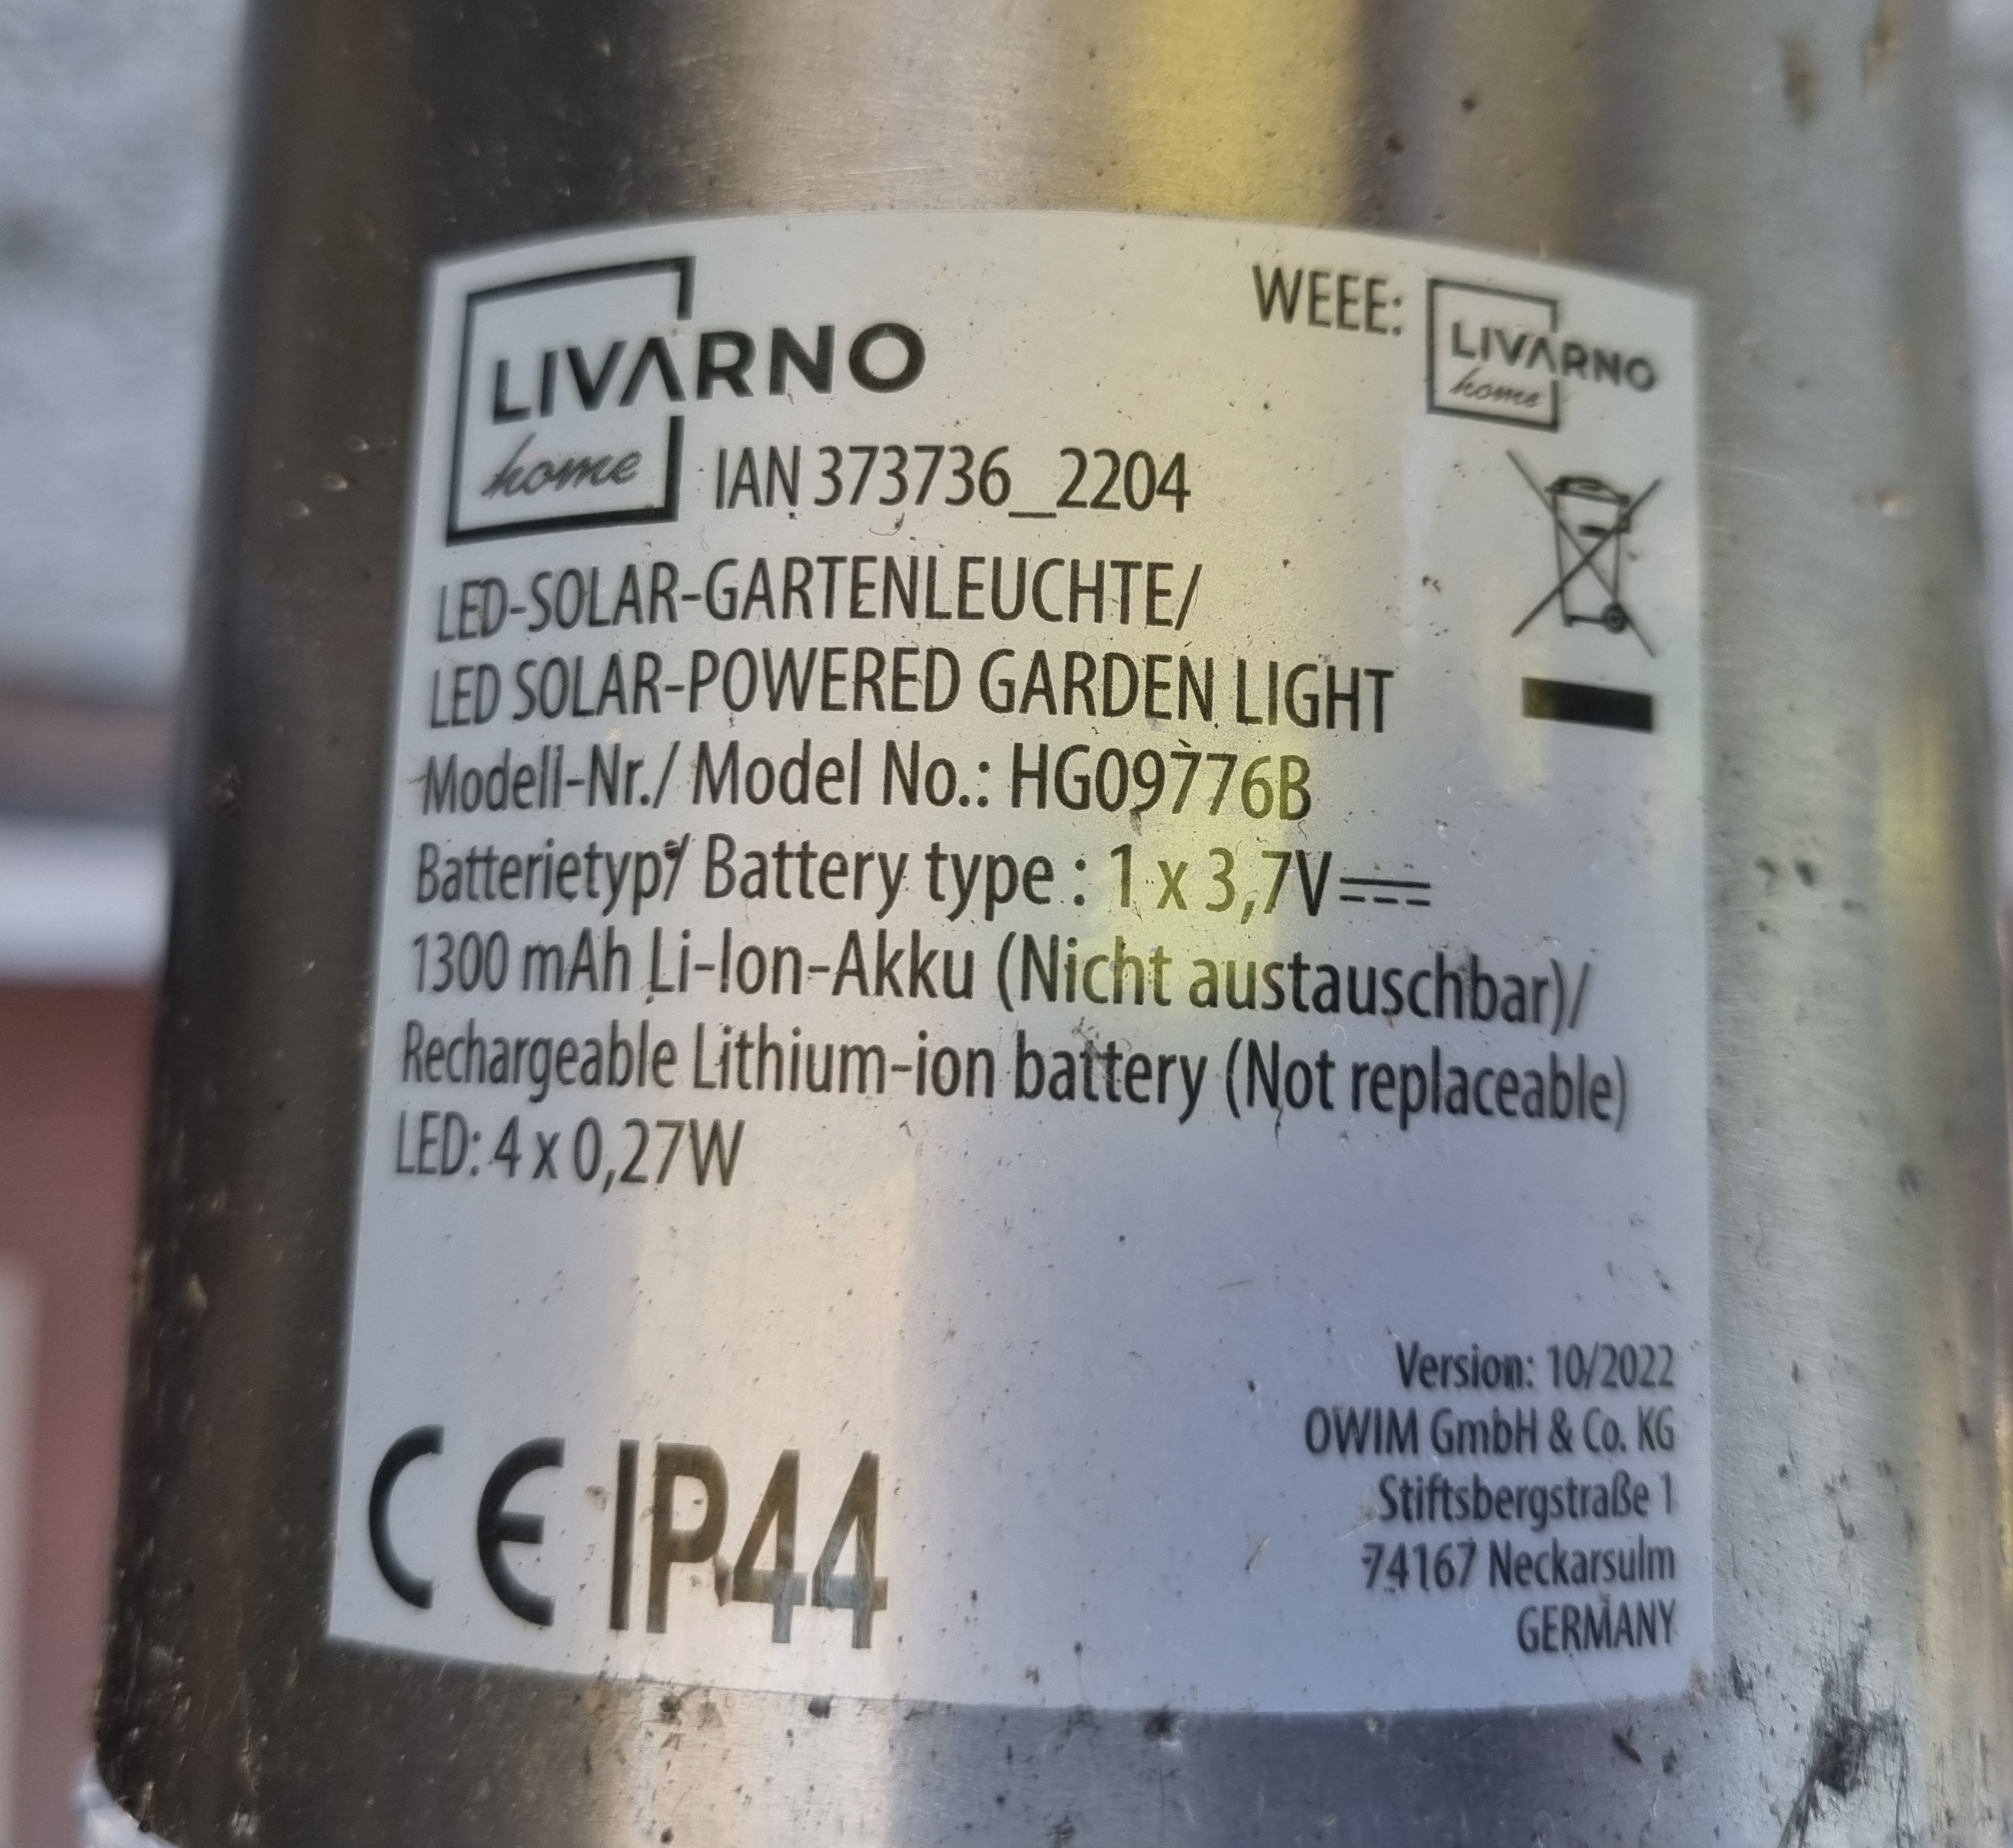 LIVARNO
home
WEEE:
LIVARNO
home
IAN 373736_2204
LED-SOLAR-GARTENLEUCHTE/
LED SOLAR-POWERED GARDEN LIGHT
Modell-Nr./ Model No.: HG09776B
Batterietyp/ Battery type : 1 x 3,7V⎓
1300 mAh Li-Ion-Akku (Nicht austauschbar)/
Rechargeable Lithium-ion battery (Not replaceable)
LED: 4 x 0,27W
CE IP44
Version: 10/2022
OWIM GmbH & Co. KG
Stiftsbergstraße 1
74167 Neckarsulm
GERMANY